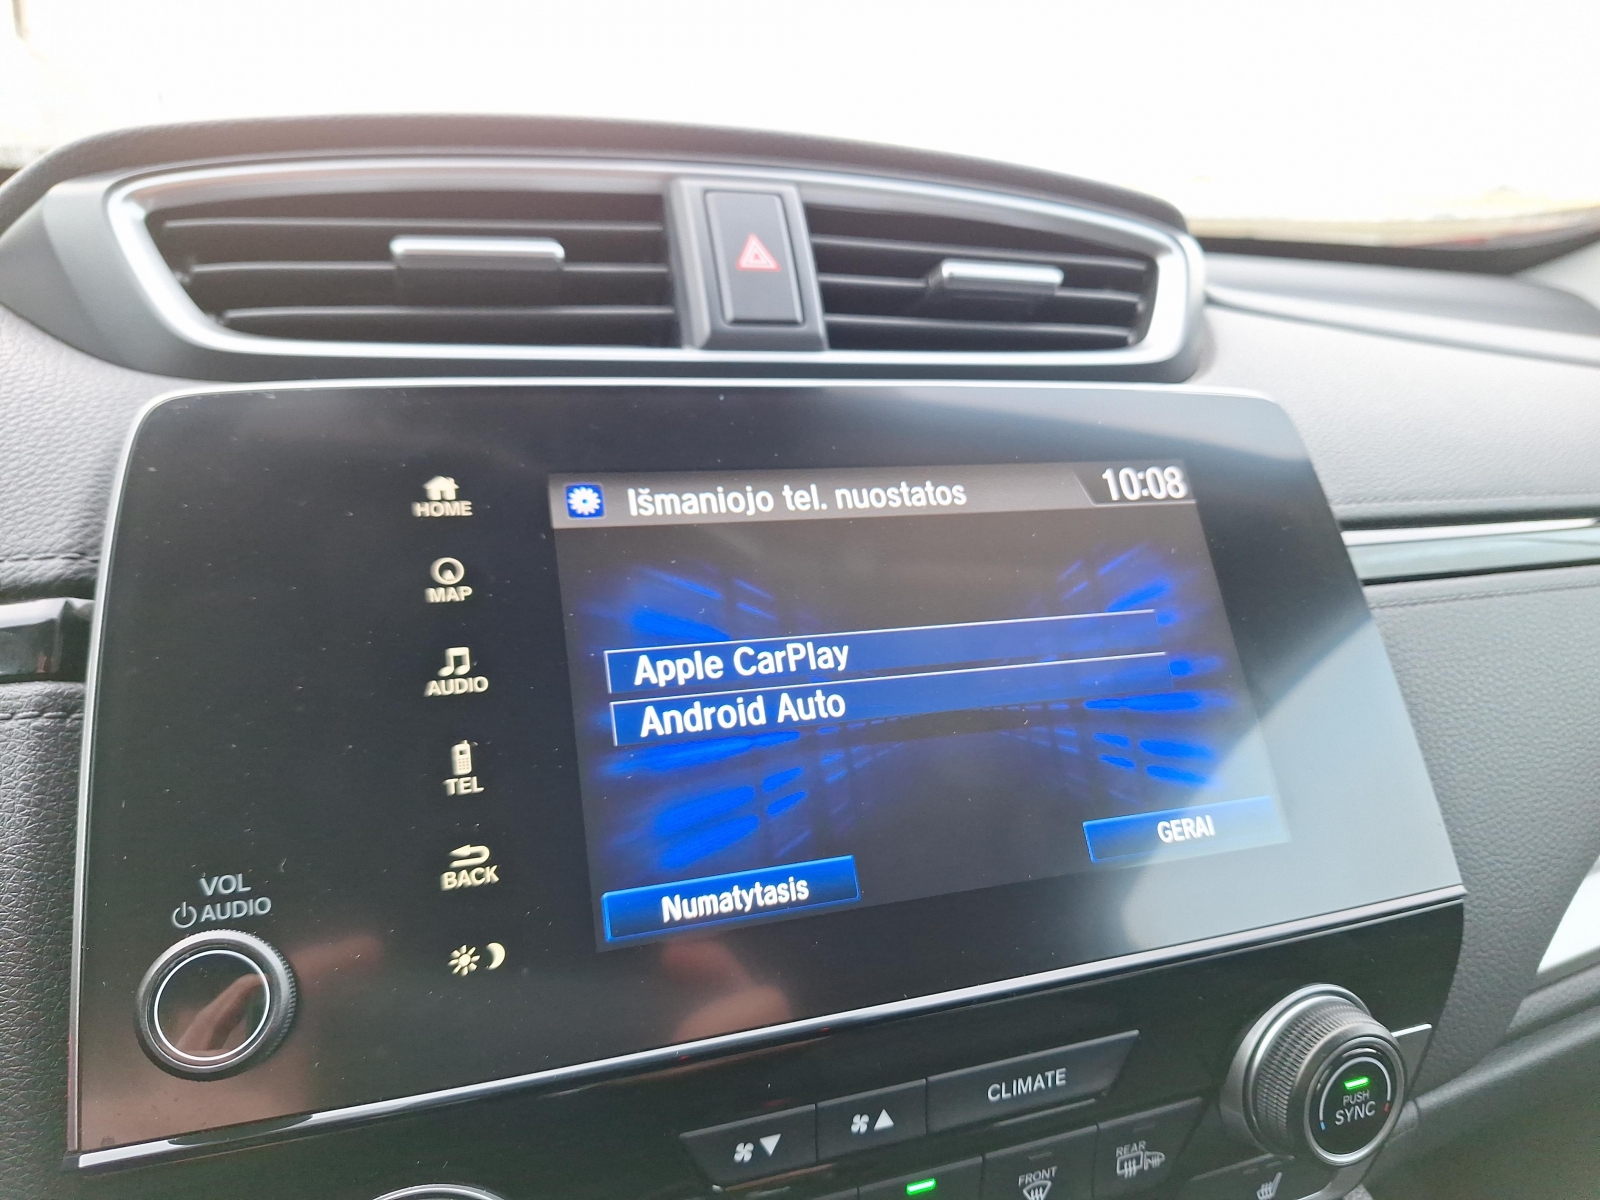 Išmaniojo tel. nuostatos
10:08
HOME
MAP
AUDIO
TEL
BACK
Apple CarPlay
Android Auto
GERAI
Numatytasis
VOL
AUDIO
CLIMATE
PUSH
SYNC
FRONT
REAR